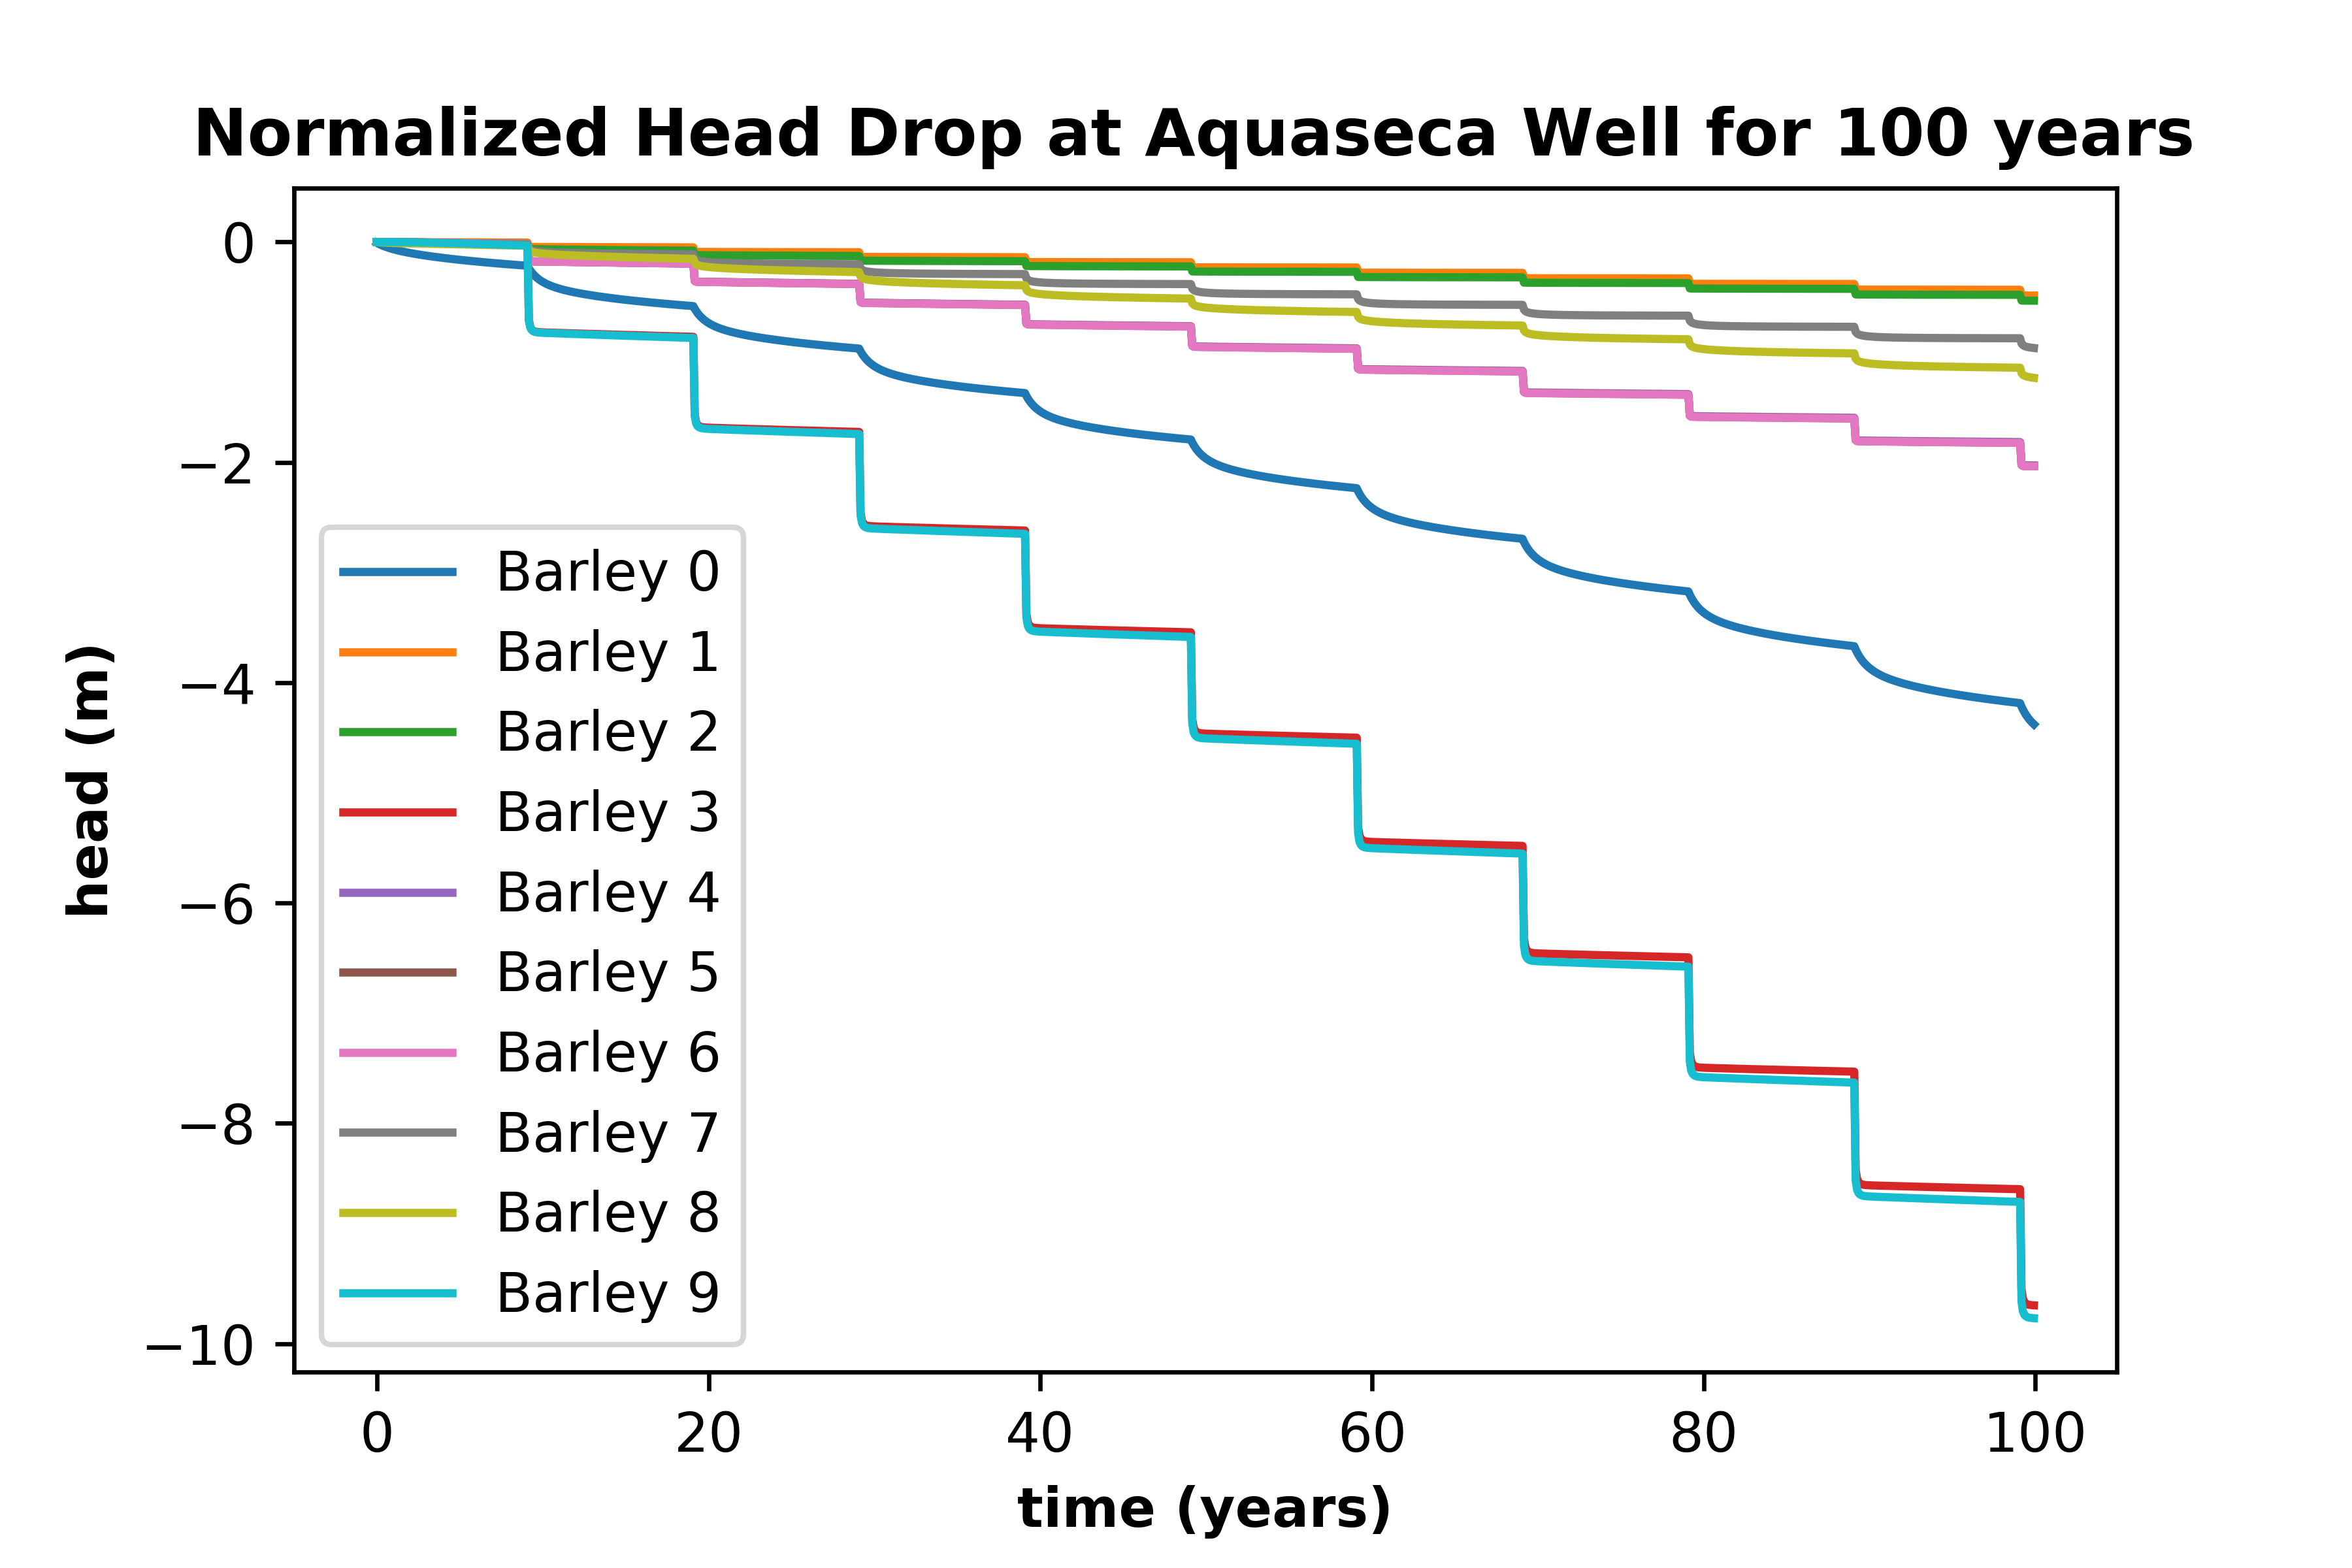 Normalized Head Drop at Aquaseca Well for 100 years
0
−2
−4
−6
−8
−10
head (m)
Barley 0
Barley 1
Barley 2
Barley 3
Barley 4
Barley 5
Barley 6
Barley 7
Barley 8
Barley 9
0 20 40 60 80 100
time (years)